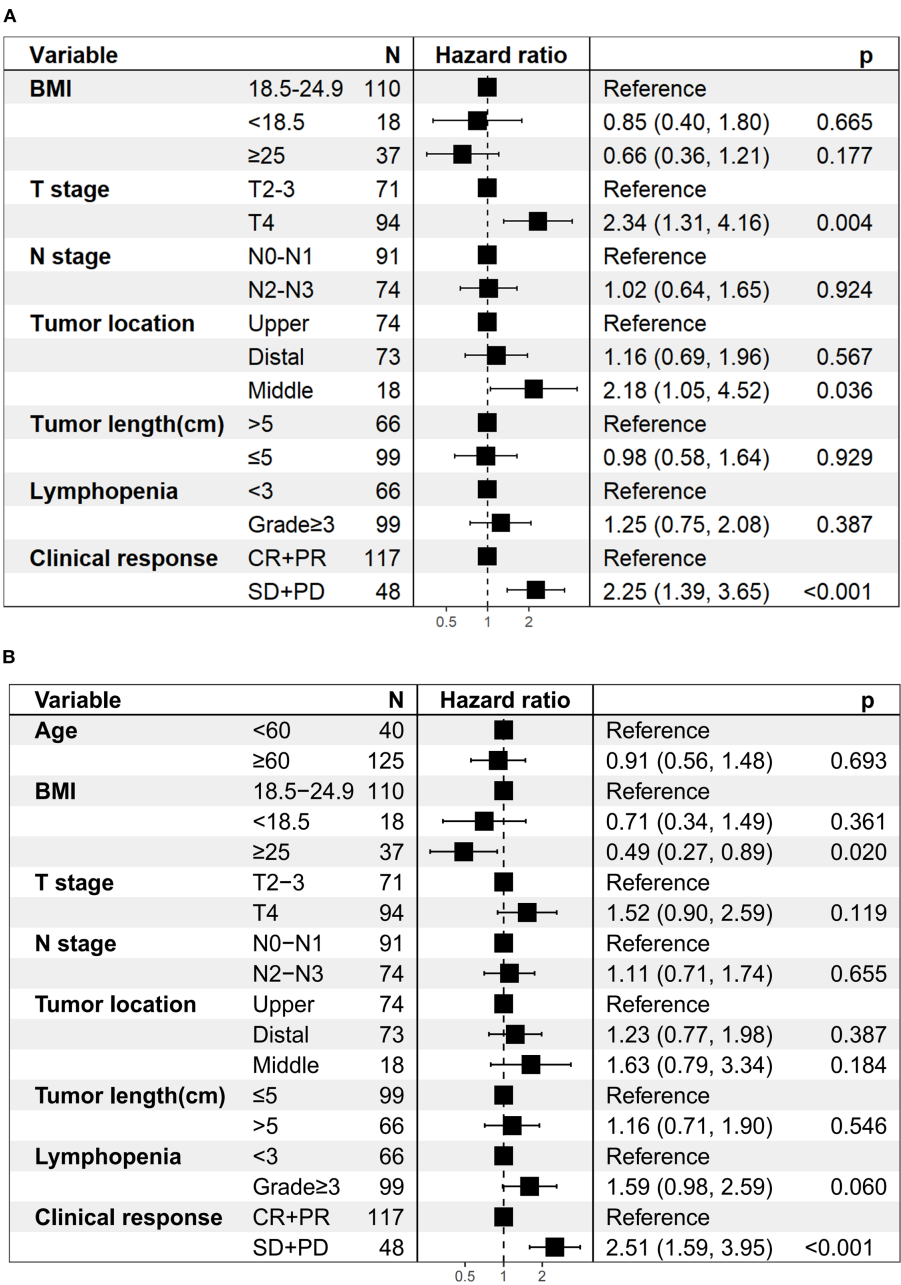 A
Variable N Hazard ratio p
BMI 18.5-24.9 110 Reference
<18.5 18 0.85 (0.40, 1.80) 0.665
≥25 37 0.66 (0.36, 1.21) 0.177
T stage T2-3 71 Reference
T4 94 2.34 (1.31, 4.16) 0.004
N stage N0-N1 91 Reference
N2-N3 74 1.02 (0.64, 1.65) 0.924
Tumor location Upper 74 Reference
Distal 73 1.16 (0.69, 1.96) 0.567
Middle 18 2.18 (1.05, 4.52) 0.036
Tumor length(cm) >5 66 Reference
≤5 99 0.98 (0.58, 1.64) 0.929
Lymphopenia <3 66 Reference
Grade≥3 99 1.25 (0.75, 2.08) 0.387
Clinical response CR+PR 117 Reference
SD+PD 48 2.25 (1.39, 3.65) <0.001
0.5 1 2
B
Variable N Hazard ratio p
Age <60 40 Reference
≥60 125 0.91 (0.56, 1.48) 0.693
BMI 18.5−24.9 110 Reference
<18.5 18 0.71 (0.34, 1.49) 0.361
≥25 37 0.49 (0.27, 0.89) 0.020
T stage T2−3 71 Reference
T4 94 1.52 (0.90, 2.59) 0.119
N stage N0−N1 91 Reference
N2−N3 74 1.11 (0.71, 1.74) 0.655
Tumor location Upper 74 Reference
Distal 73 1.23 (0.77, 1.98) 0.387
Middle 18 1.63 (0.79, 3.34) 0.184
Tumor length(cm) ≤5 99 Reference
>5 66 1.16 (0.71, 1.90) 0.546
Lymphopenia <3 66 Reference
Grade≥3 99 1.59 (0.98, 2.59) 0.060
Clinical response CR+PR 117 Reference
SD+PD 48 2.51 (1.59, 3.95) <0.001
0.5 1 2